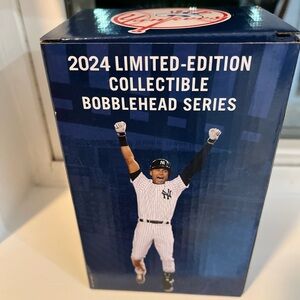 2024 LIMITED-EDITION
COLLECTIBLE
BOBBLEHEAD SERIES